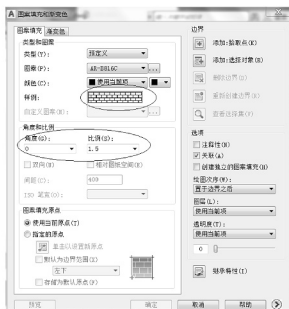 图案填充和渐变色
图案填充 渐变色
类型和图案
类型(Y): 预定义
图案(P): AR-B816C
颜色(C): 使用当前项
样例:
自定义图案(M):
角度和比例
角度(G): 比例(S):
0 1.5
双向(U) 相对图纸空间(E)
间距(C): 400
ISO 笔宽(O):
图案填充原点
使用当前原点(T)
指定的原点
单击以设置新原点
默认为边界范围(X)
左下
存储为默认原点(F)
预览 确定 取消 帮助
边界
添加:拾取点(K)
添加:选择对象(B)
删除边界(D)
重新创建边界(R)
查看选择集(V)
选项
注释性(N)
关联(A)
创建独立的图案填充(H)
绘图次序(W):
置于边界之后
图层(L):
使用当前项
透明度(T):
使用当前项
0
继承特性(I)